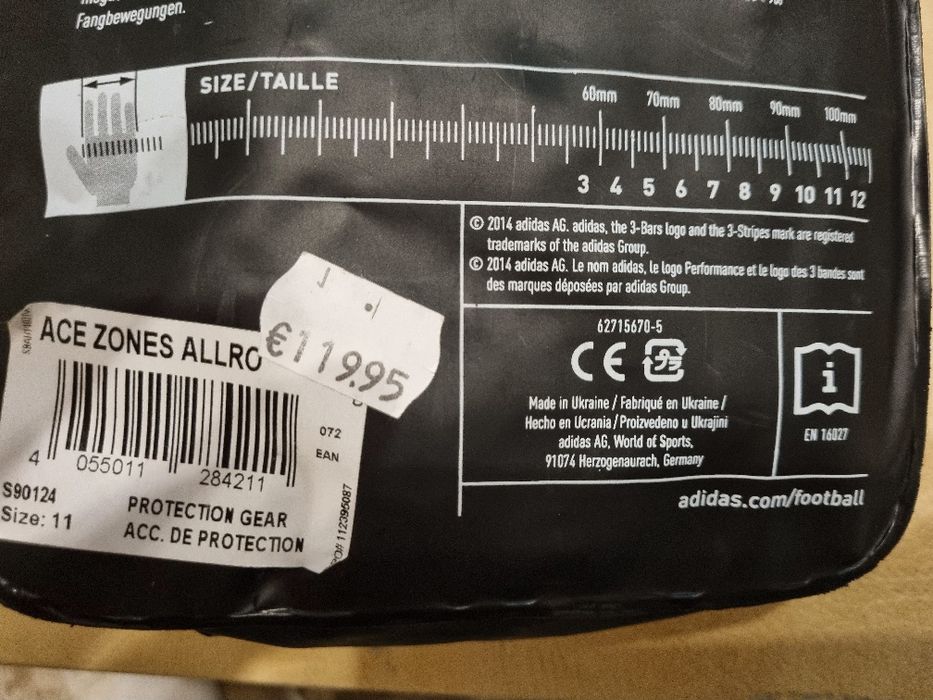 Fangbewegungen.
SIZE/TAILLE
60mm 70mm 80mm 90mm 100mm
3 4 5 6 7 8 9 10 11 12
© 2014 adidas AG. adidas, the 3-Bars logo and the 3-Stripes mark are registered
trademarks of the adidas Group.
© 2014 adidas AG. Le nom adidas, le logo Performance et le logo des 3 bandes sont
des marques déposées par adidas Group.
62715670-5
CE
Made in Ukraine / Fabriqué en Ukraine /
Hecho en Ucrania / Proizvedeno u Ukrajini
adidas AG, World of Sports,
91074 Herzogenaurach, Germany
i
EN 16027
adidas.com/football
€119.95
ACE ZONES ALLRO
072
EAN
4 055011 284211
S90124
Size: 11
PROTECTION GEAR
ACC. DE PROTECTION
PO# 112395087